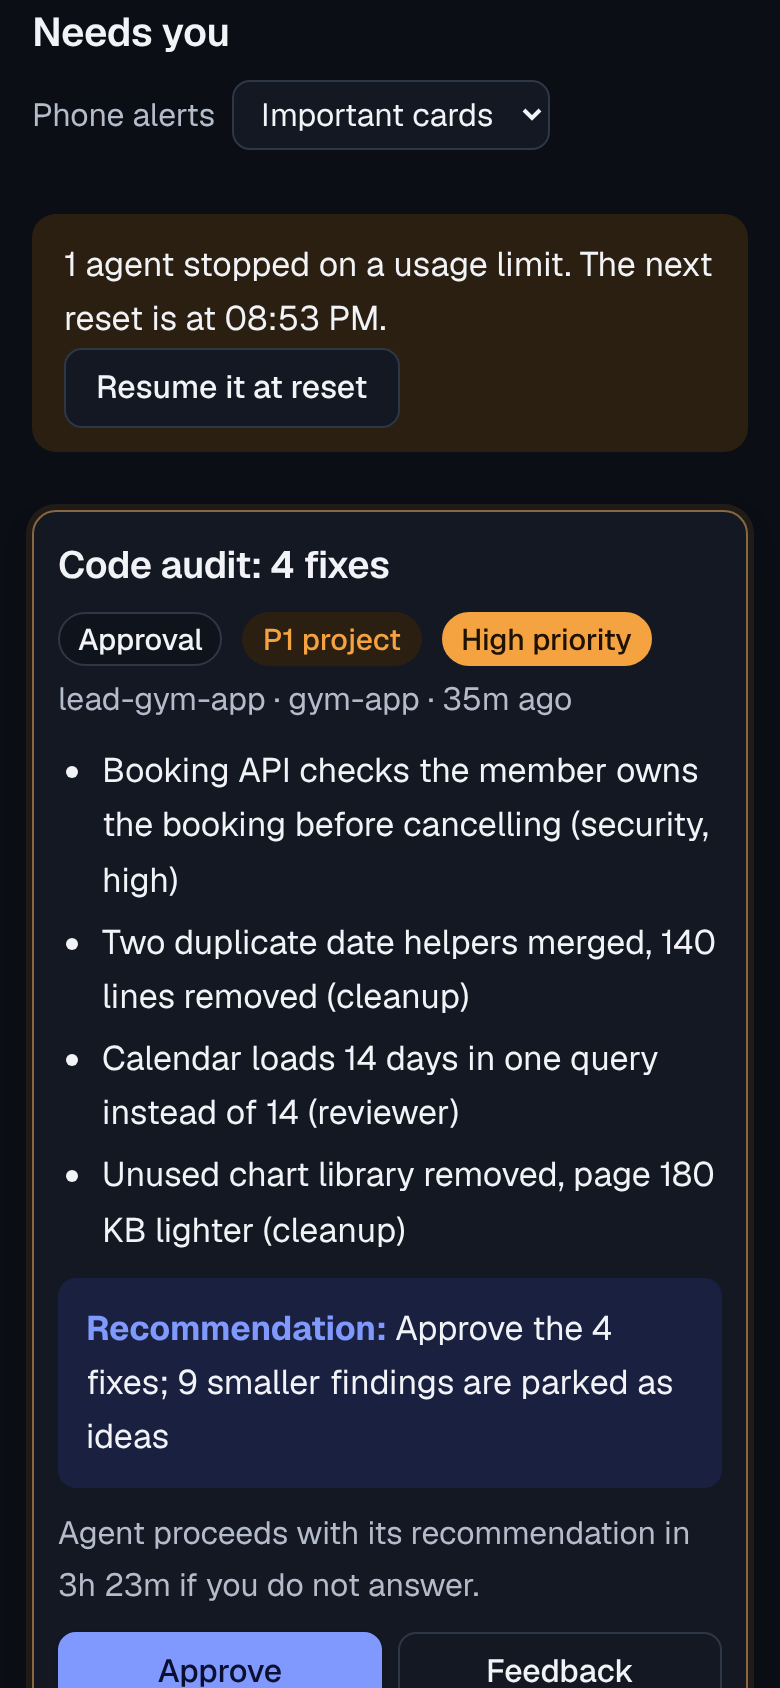 Needs you
Phone alerts Important cards
1 agent stopped on a usage limit. The next
reset is at 08:53 PM.
Resume it at reset
Code audit: 4 fixes
Approval P1 project High priority
lead-gym-app · gym-app · 35m ago
• Booking API checks the member owns
the booking before cancelling (security,
high)
• Two duplicate date helpers merged, 140
lines removed (cleanup)
• Calendar loads 14 days in one query
instead of 14 (reviewer)
• Unused chart library removed, page 180
KB lighter (cleanup)
Recommendation: Approve the 4
fixes; 9 smaller findings are parked as
ideas
Agent proceeds with its recommendation in
3h 23m if you do not answer.
Approve Feedback